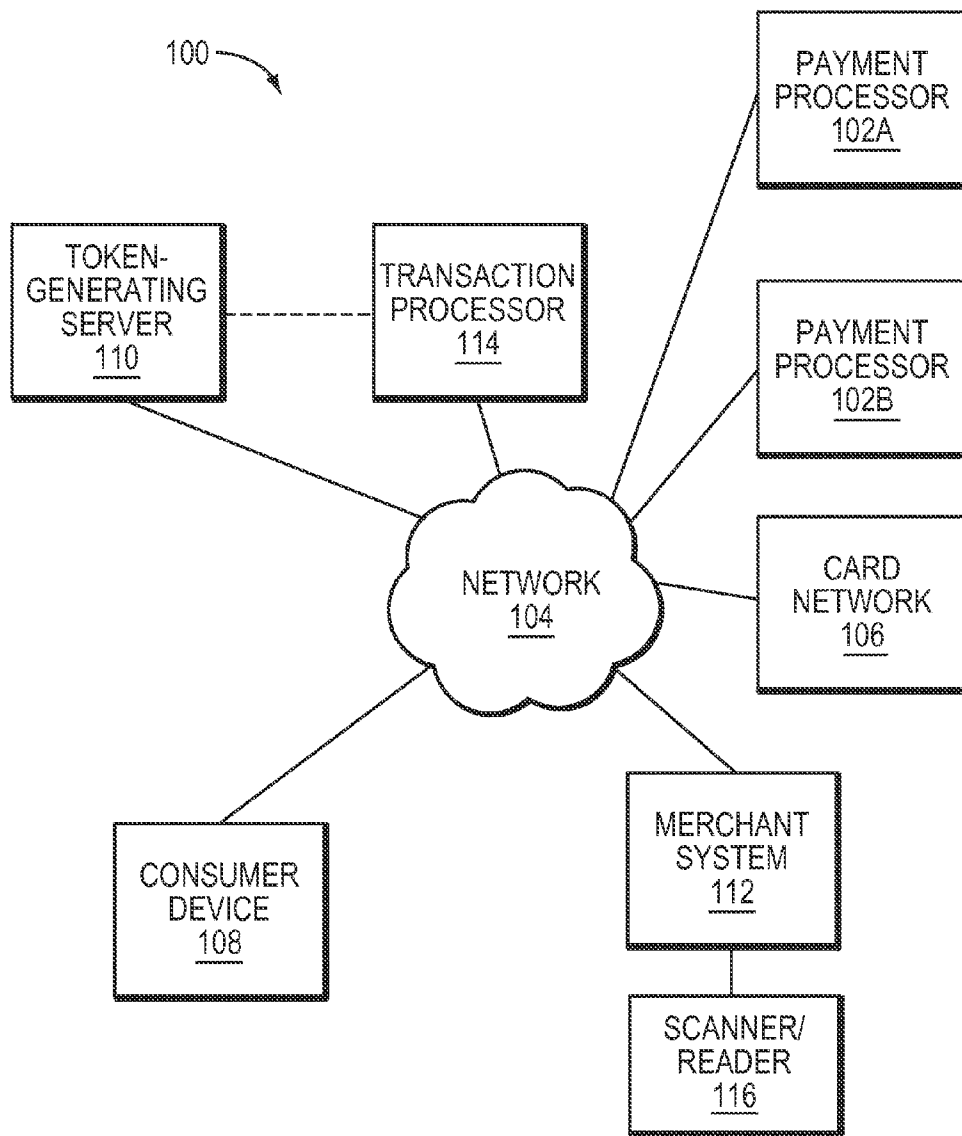 100
PAYMENT
PROCESSOR
102A
TOKEN-
GENERATING
SERVER
110
TRANSACTION
PROCESSOR
114
PAYMENT
PROCESSOR
102B
NETWORK
104
CARD
NETWORK
106
CONSUMER
DEVICE
108
MERCHANT
SYSTEM
112
SCANNER/
READER
116